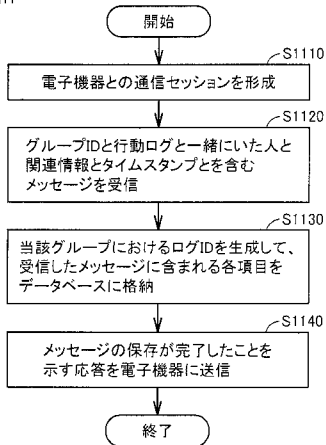 開始
S1110
電子機器との通信セッションを形成
S1120
グループIDと行動ログと一緒にいた人と
関連情報とタイムスタンプとを含む
メッセージを受信
S1130
当該グループにおけるログIDを生成して、
受信したメッセージに含まれる各項目を
データベースに格納
S1140
メッセージの保存が完了したことを
示す応答を電子機器に送信
終了